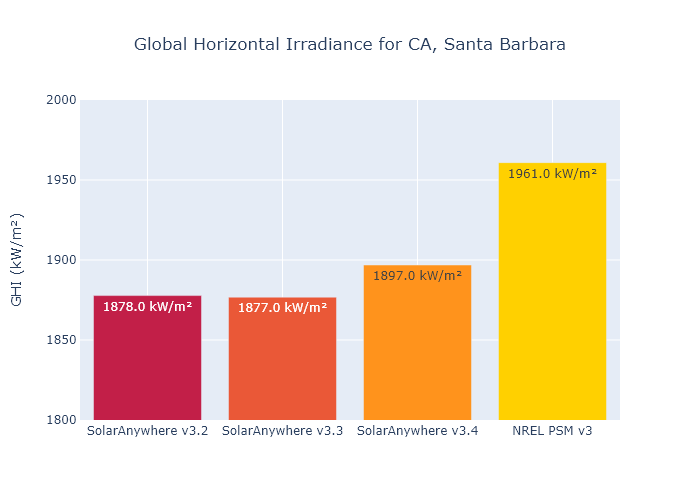 Global Horizontal Irradiance for CA, Santa Barbara
GHI (kW/m²)
2000
1950
1900
1850
1800
1878.0 kW/m²
1877.0 kW/m²
1897.0 kW/m²
1961.0 kW/m²
SolarAnywhere v3.2
SolarAnywhere v3.3
SolarAnywhere v3.4
NREL PSM v3